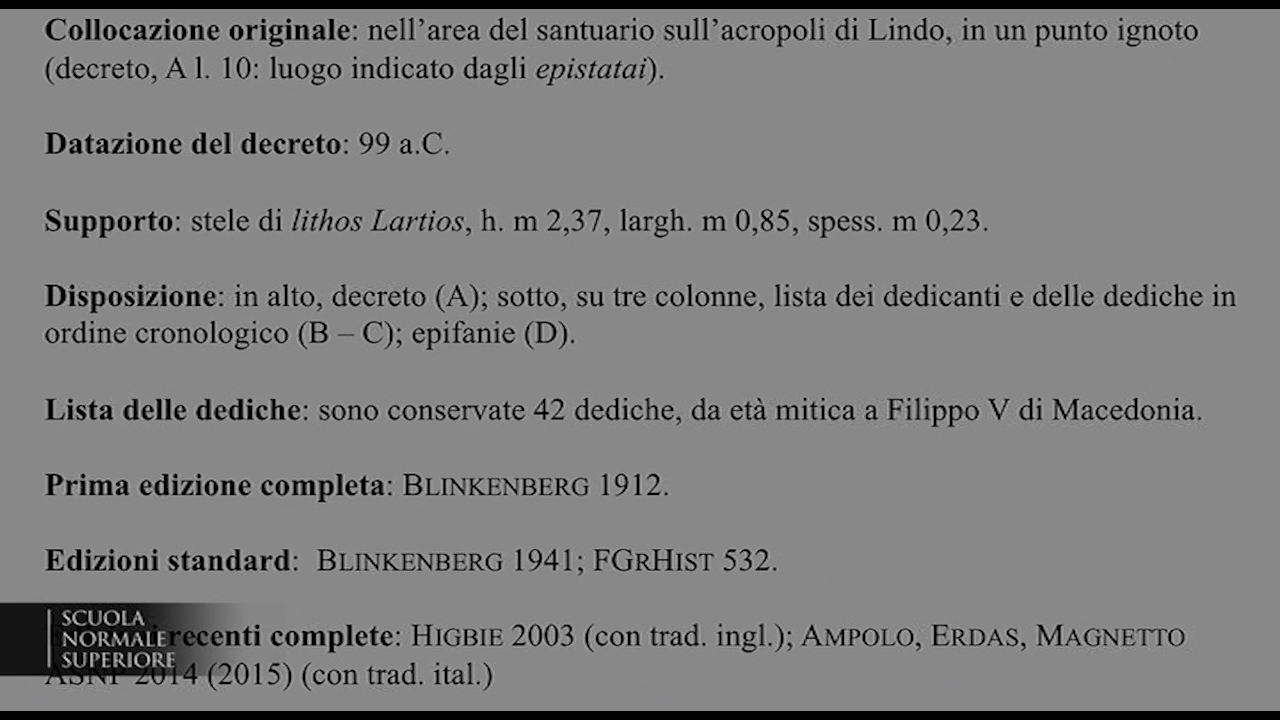 Collocazione originale: nell’area del santuario sull’acropoli di Lindo, in un punto ignoto
(decreto, A l. 10: luogo indicato dagli epistatai).
Datazione del decreto: 99 a.C.
Supporto: stele di lithos Lartios, h. m 2,37, largh. m 0,85, spess. m 0,23.
Disposizione: in alto, decreto (A); sotto, su tre colonne, lista dei dedicanti e delle dediche in
ordine cronologico (B – C); epifanie (D).
Lista delle dediche: sono conservate 42 dediche, da età mitica a Filippo V di Macedonia.
Prima edizione completa: BLINKENBERG 1912.
Edizioni standard: BLINKENBERG 1941; FGRHIST 532.
recenti complete: HIGBIE 2003 (con trad. ingl.); AMPOLO, ERDAS, MAGNETTO
ASNP 2014 (2015) (con trad. ital.)
SCUOLA
NORMALE
SUPERIORE